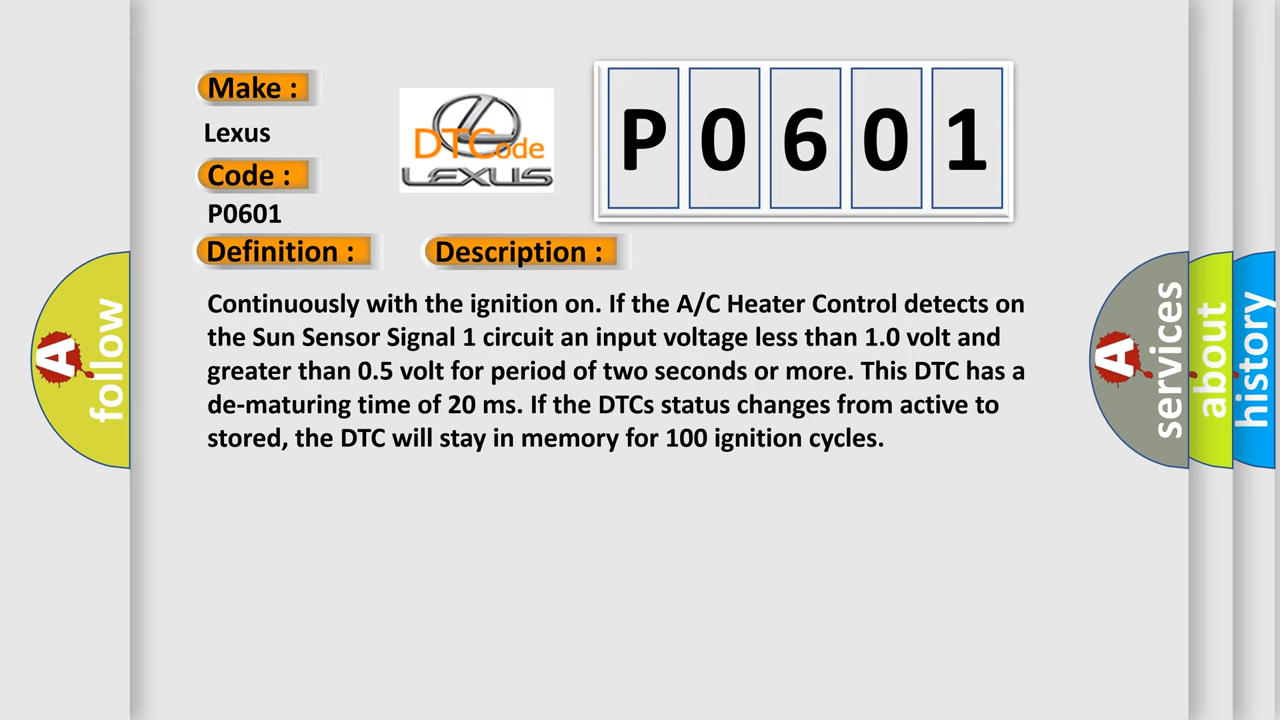 Make :
Lexus
Code :
P0601
Definition :
Description :
DTCode
LEXUS
P0601
Continuously with the ignition on. If the A/C Heater Control detects on
the Sun Sensor Signal 1 circuit an input voltage less than 1.0 volt and
greater than 0.5 volt for period of two seconds or more. This DTC has a
de-maturing time of 20 ms. If the DTCs status changes from active to
stored, the DTC will stay in memory for 100 ignition cycles.
A follow
A services
about
history